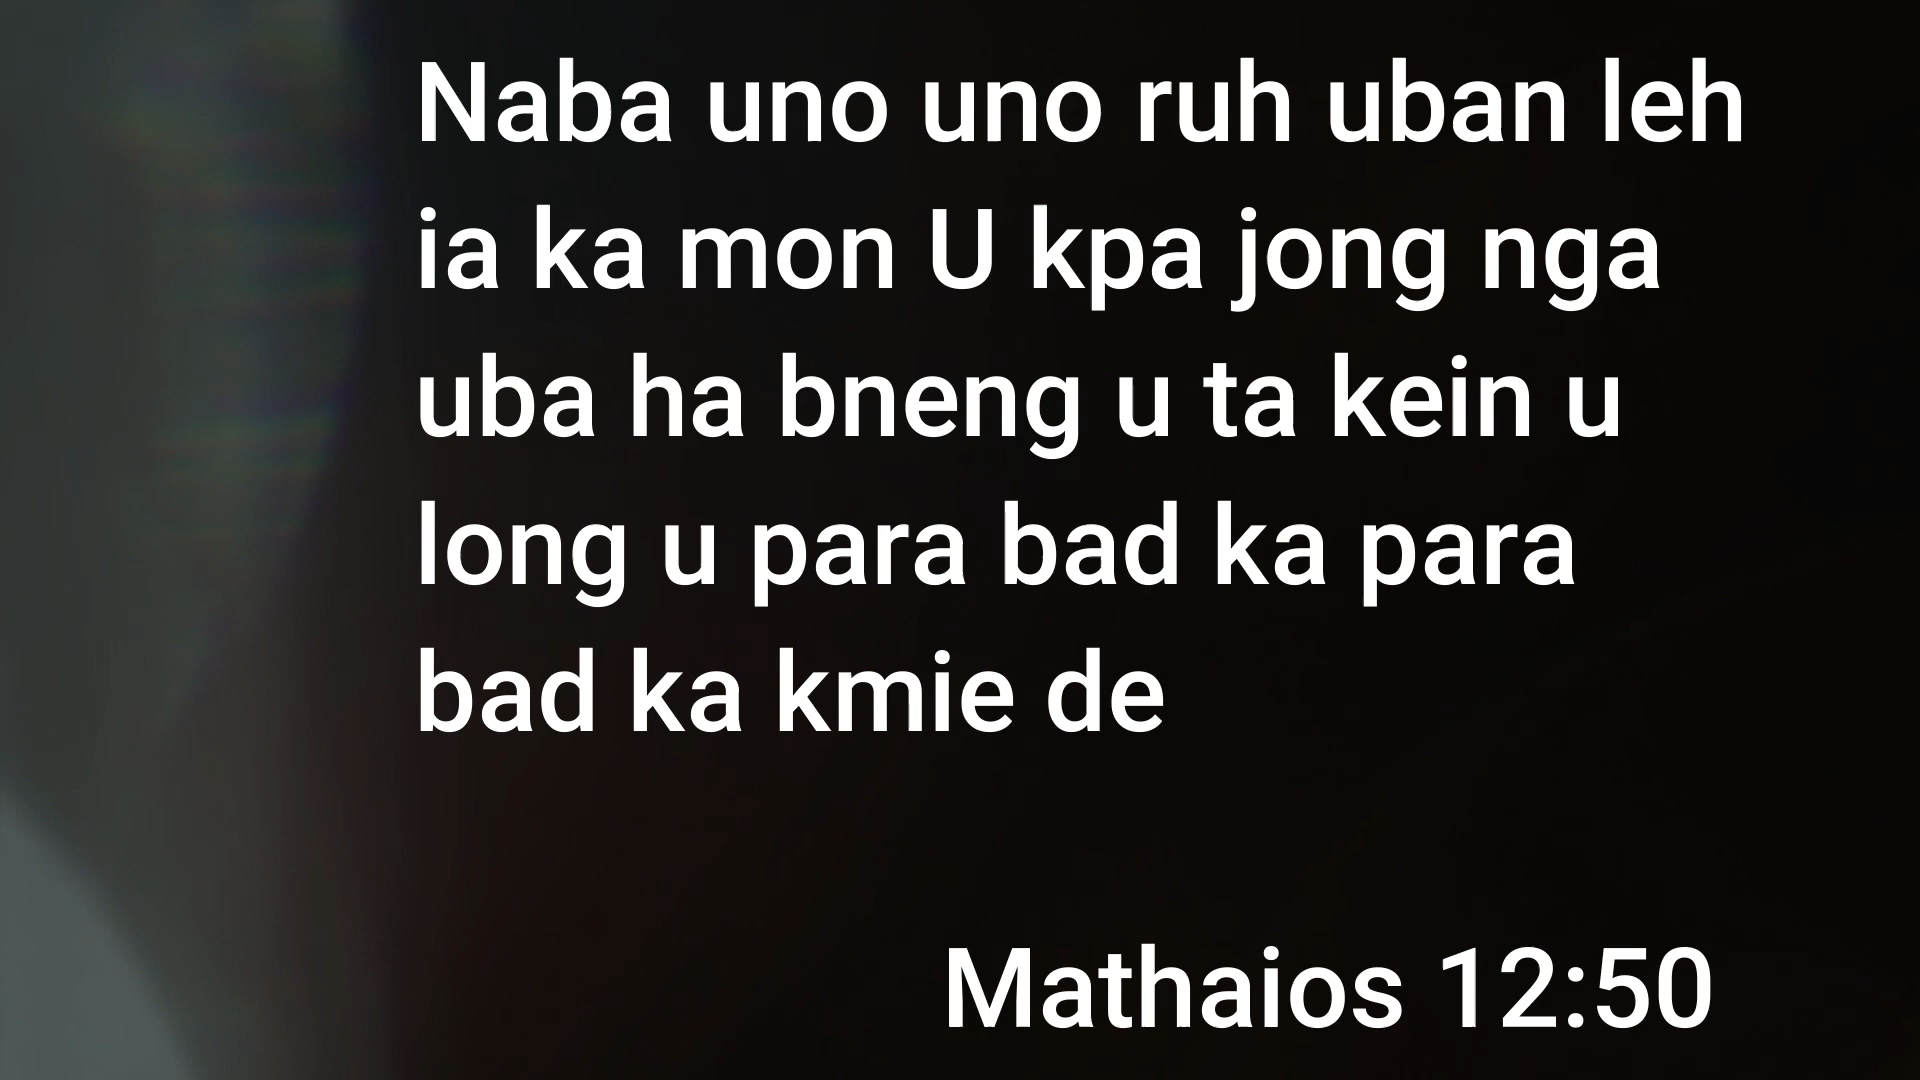 Naba uno uno ruh uban leh
ia ka mon U kpa jong nga
uba ha bneng u ta kein u
long u para bad ka para
bad ka kmie de
Mathaios 12:50